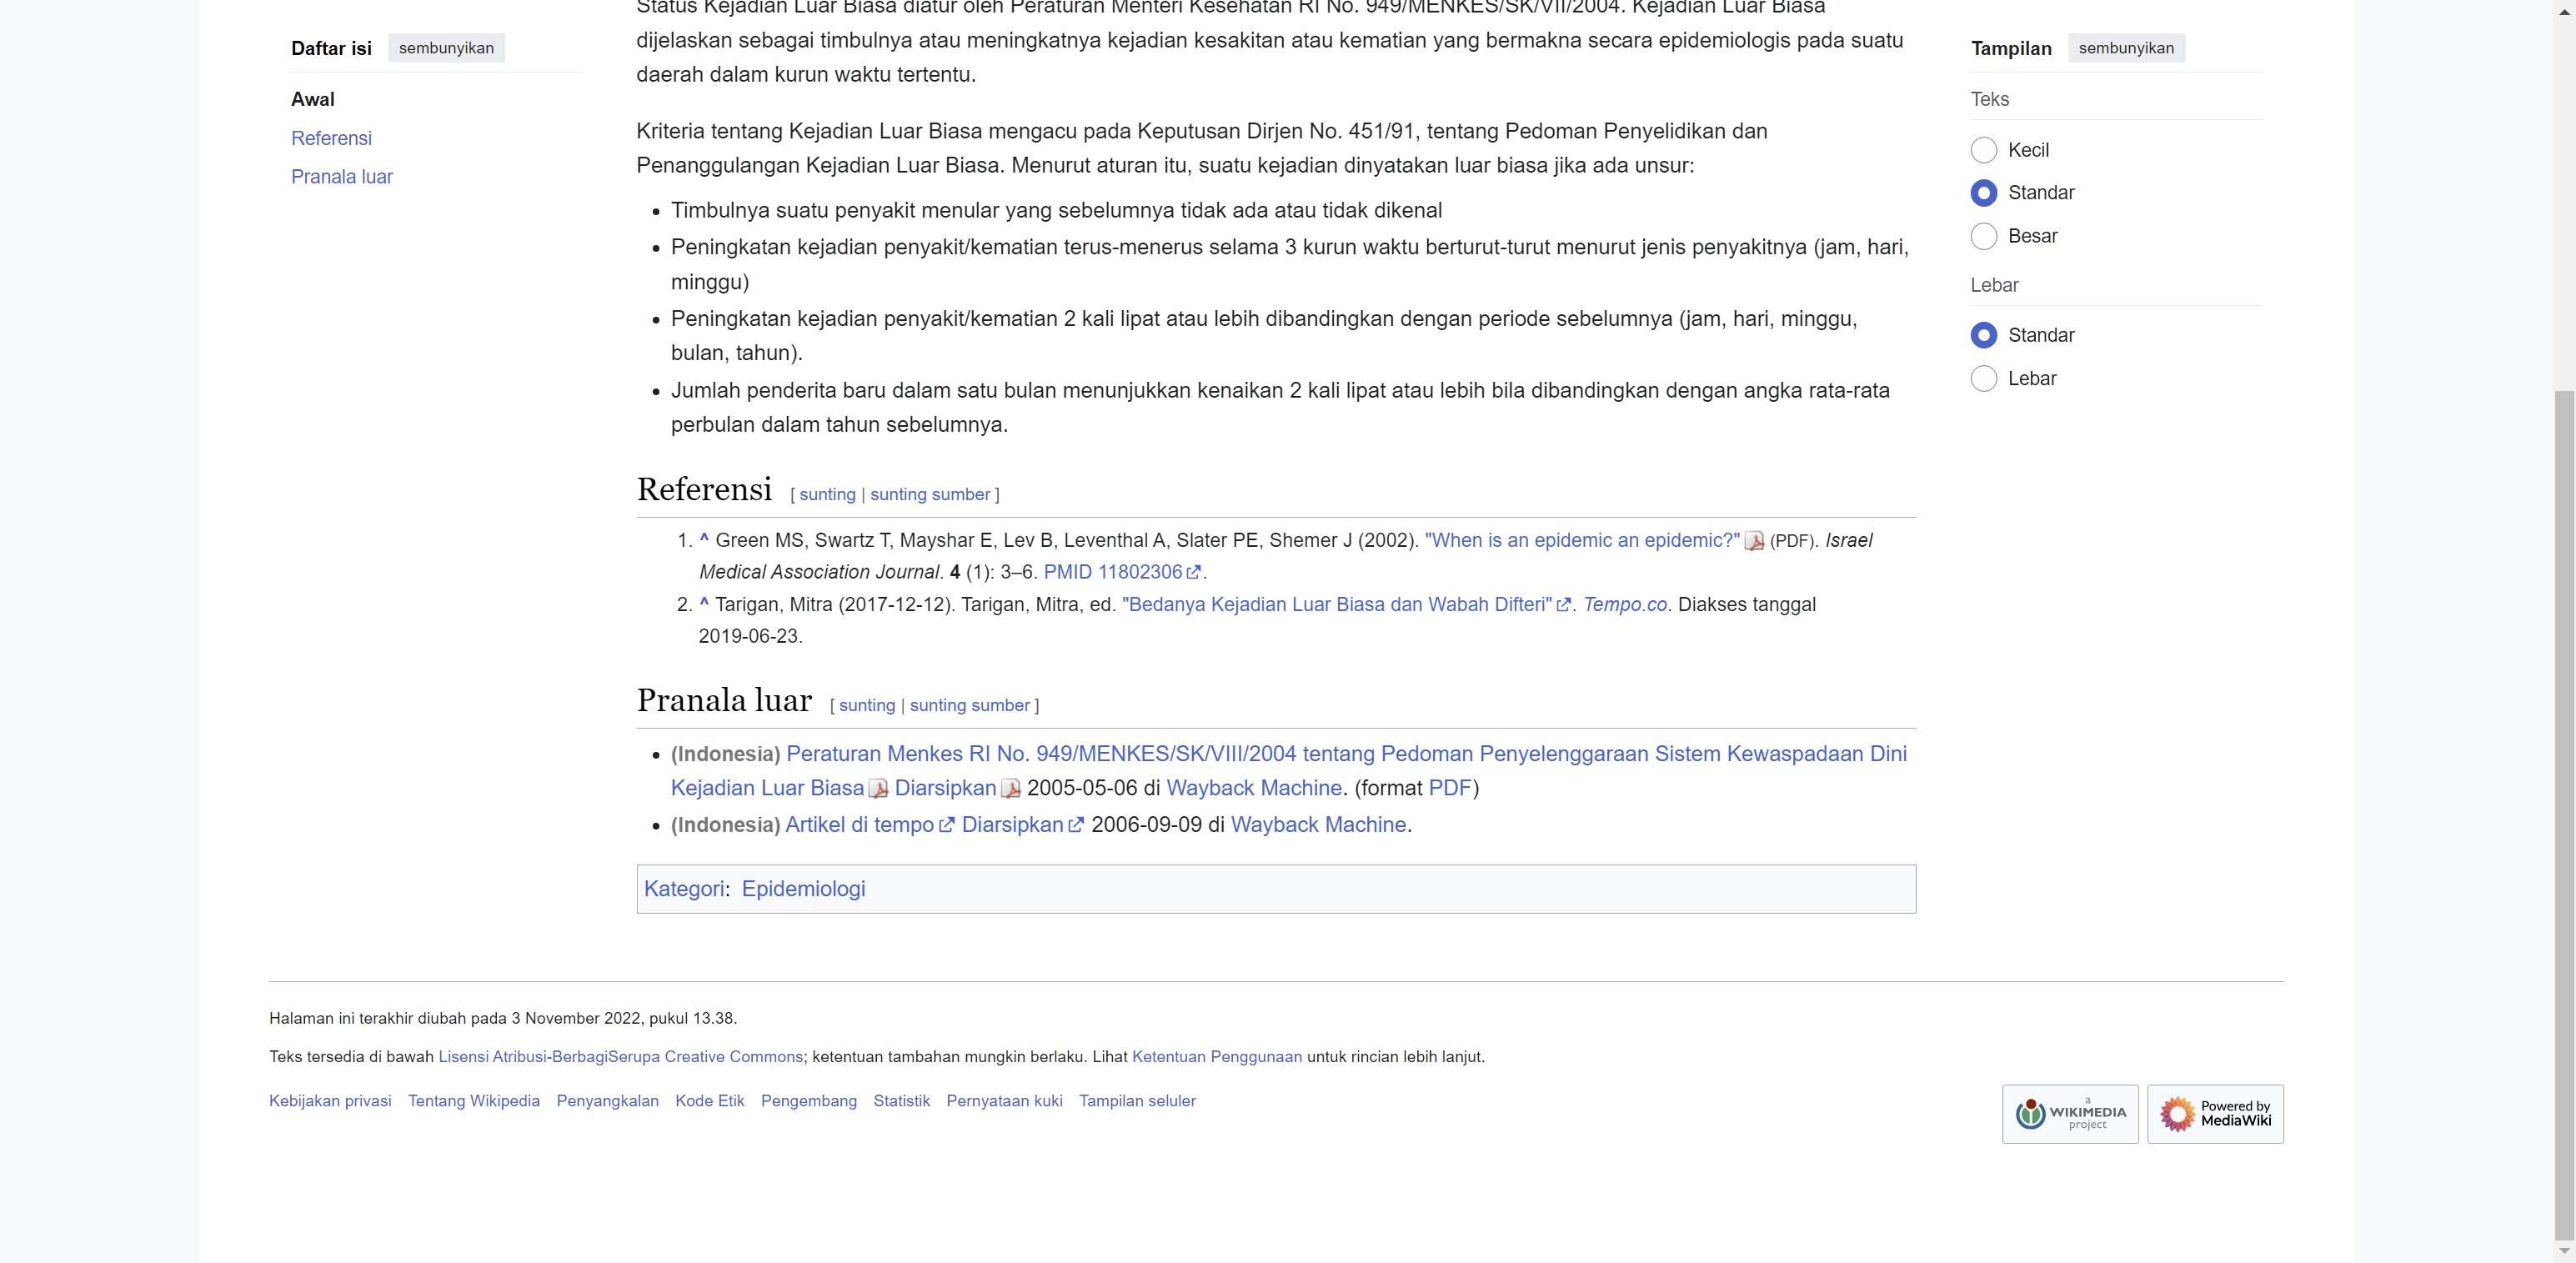 Status Kejadian Luar Biasa diatur oleh Peraturan Menteri Kesehatan RI No. 949/MENKES/SK/VII/2004. Kejadian Luar Biasa
dijelaskan sebagai timbulnya atau meningkatnya kejadian kesakitan atau kematian yang bermakna secara epidemiologis pada suatu
daerah dalam kurun waktu tertentu.
Kriteria tentang Kejadian Luar Biasa mengacu pada Keputusan Dirjen No. 451/91, tentang Pedoman Penyelidikan dan
Penanggulangan Kejadian Luar Biasa. Menurut aturan itu, suatu kejadian dinyatakan luar biasa jika ada unsur:
• Timbulnya suatu penyakit menular yang sebelumnya tidak ada atau tidak dikenal
• Peningkatan kejadian penyakit/kematian terus-menerus selama 3 kurun waktu berturut-turut menurut jenis penyakitnya (jam, hari,
minggu)
• Peningkatan kejadian penyakit/kematian 2 kali lipat atau lebih dibandingkan dengan periode sebelumnya (jam, hari, minggu,
bulan, tahun).
• Jumlah penderita baru dalam satu bulan menunjukkan kenaikan 2 kali lipat atau lebih bila dibandingkan dengan angka rata-rata
perbulan dalam tahun sebelumnya.
Referensi [ sunting | sunting sumber ]
1. ^ Green MS, Swartz T, Mayshar E, Lev B, Leventhal A, Slater PE, Shemer J (2002). "When is an epidemic an epidemic?" (PDF). Israel
Medical Association Journal. 4 (1): 3–6. PMID 11802306.
2. ^ Tarigan, Mitra (2017-12-12). Tarigan, Mitra, ed. "Bedanya Kejadian Luar Biasa dan Wabah Difteri". Tempo.co. Diakses tanggal
2019-06-23.
Pranala luar [ sunting | sunting sumber ]
• (Indonesia) Peraturan Menkes RI No. 949/MENKES/SK/VIII/2004 tentang Pedoman Penyelenggaraan Sistem Kewaspadaan Dini
Kejadian Luar Biasa Diarsipkan 2005-05-06 di Wayback Machine. (format PDF)
• (Indonesia) Artikel di tempo Diarsipkan 2006-09-09 di Wayback Machine.
Kategori: Epidemiologi
Daftar isi sembunyikan
Awal
Referensi
Pranala luar
Tampilan sembunyikan
Teks
Kecil
Standar
Besar
Lebar
Standar
Lebar
Halaman ini terakhir diubah pada 3 November 2022, pukul 13.38.
Teks tersedia di bawah Lisensi Atribusi-BerbagiSerupa Creative Commons; ketentuan tambahan mungkin berlaku. Lihat Ketentuan Penggunaan untuk rincian lebih lanjut.
Kebijakan privasi Tentang Wikipedia Penyangkalan Kode Etik Pengembang Statistik Pernyataan kuki Tampilan seluler
a
WIKIMEDIA
project
Powered by
MediaWiki